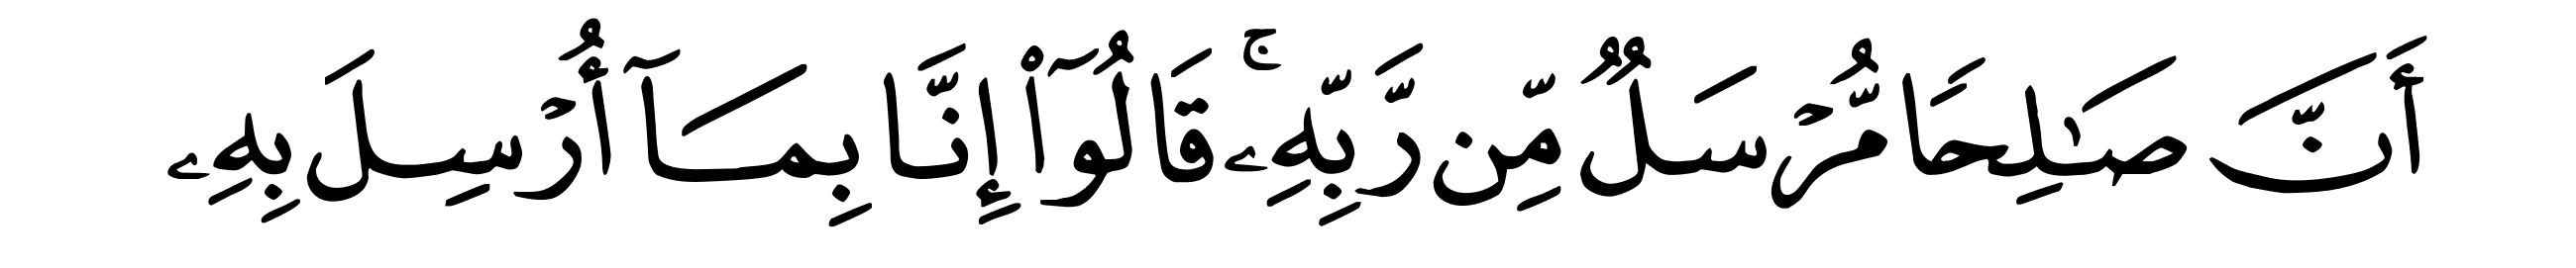 أَنَّ صَـٰلِحًا مُّرۡسَلٌ مِّن رَّبِّهِۦۚ قَالُوٓاْ إِنَّا بِمَآ أُرۡسِلَ بِهِۦ